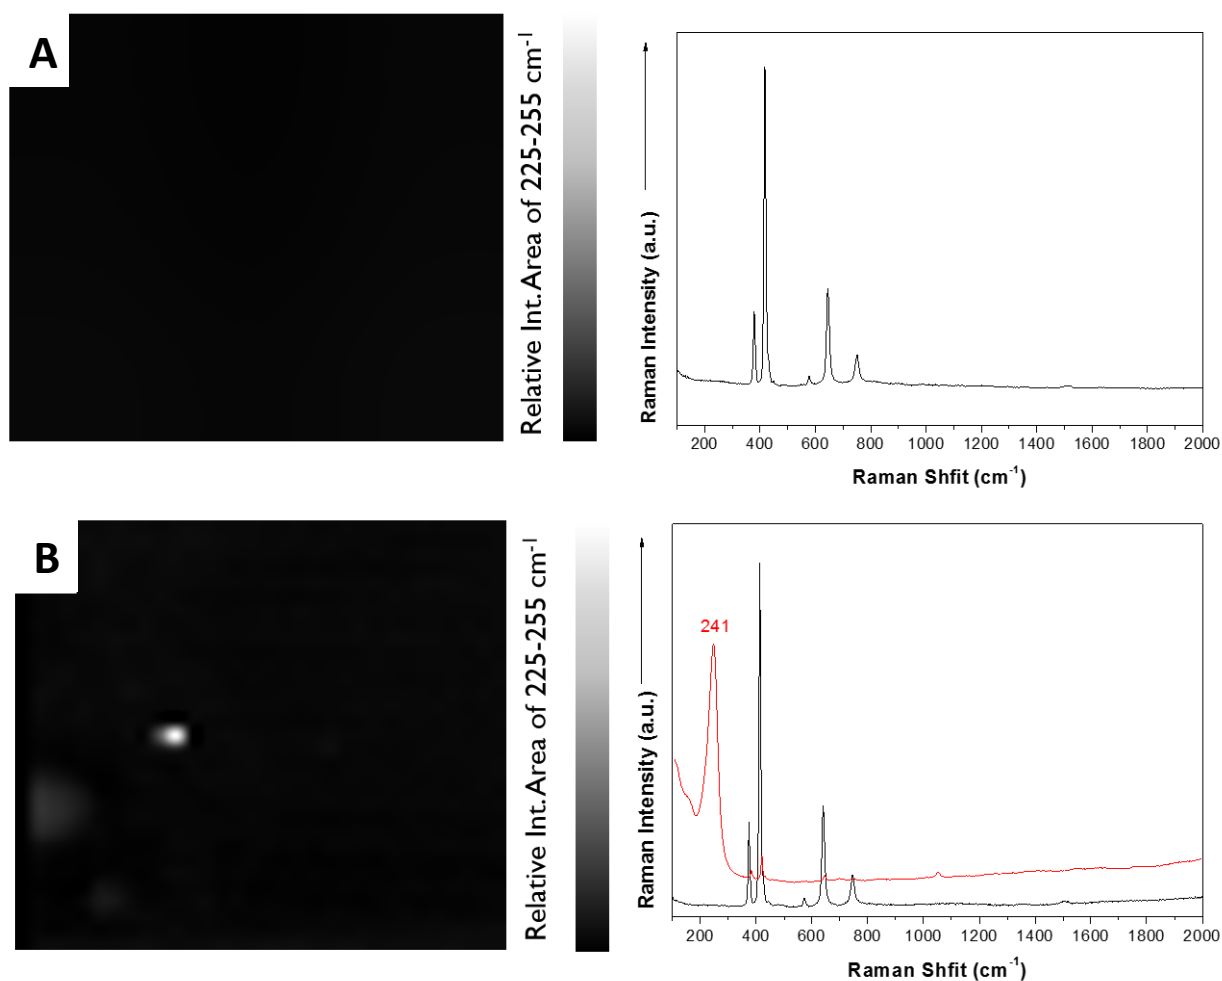 A
Relative Int. Area of 225-255 cm-1
Raman Intensity (a.u.)
200 400 600 800 1000 1200 1400 1600 1800 2000
Raman Shfit (cm-1)
B
Relative Int. Area of 225-255 cm-1
Raman Intensity (a.u.)
241
200 400 600 800 1000 1200 1400 1600 1800 2000
Raman Shfit (cm-1)